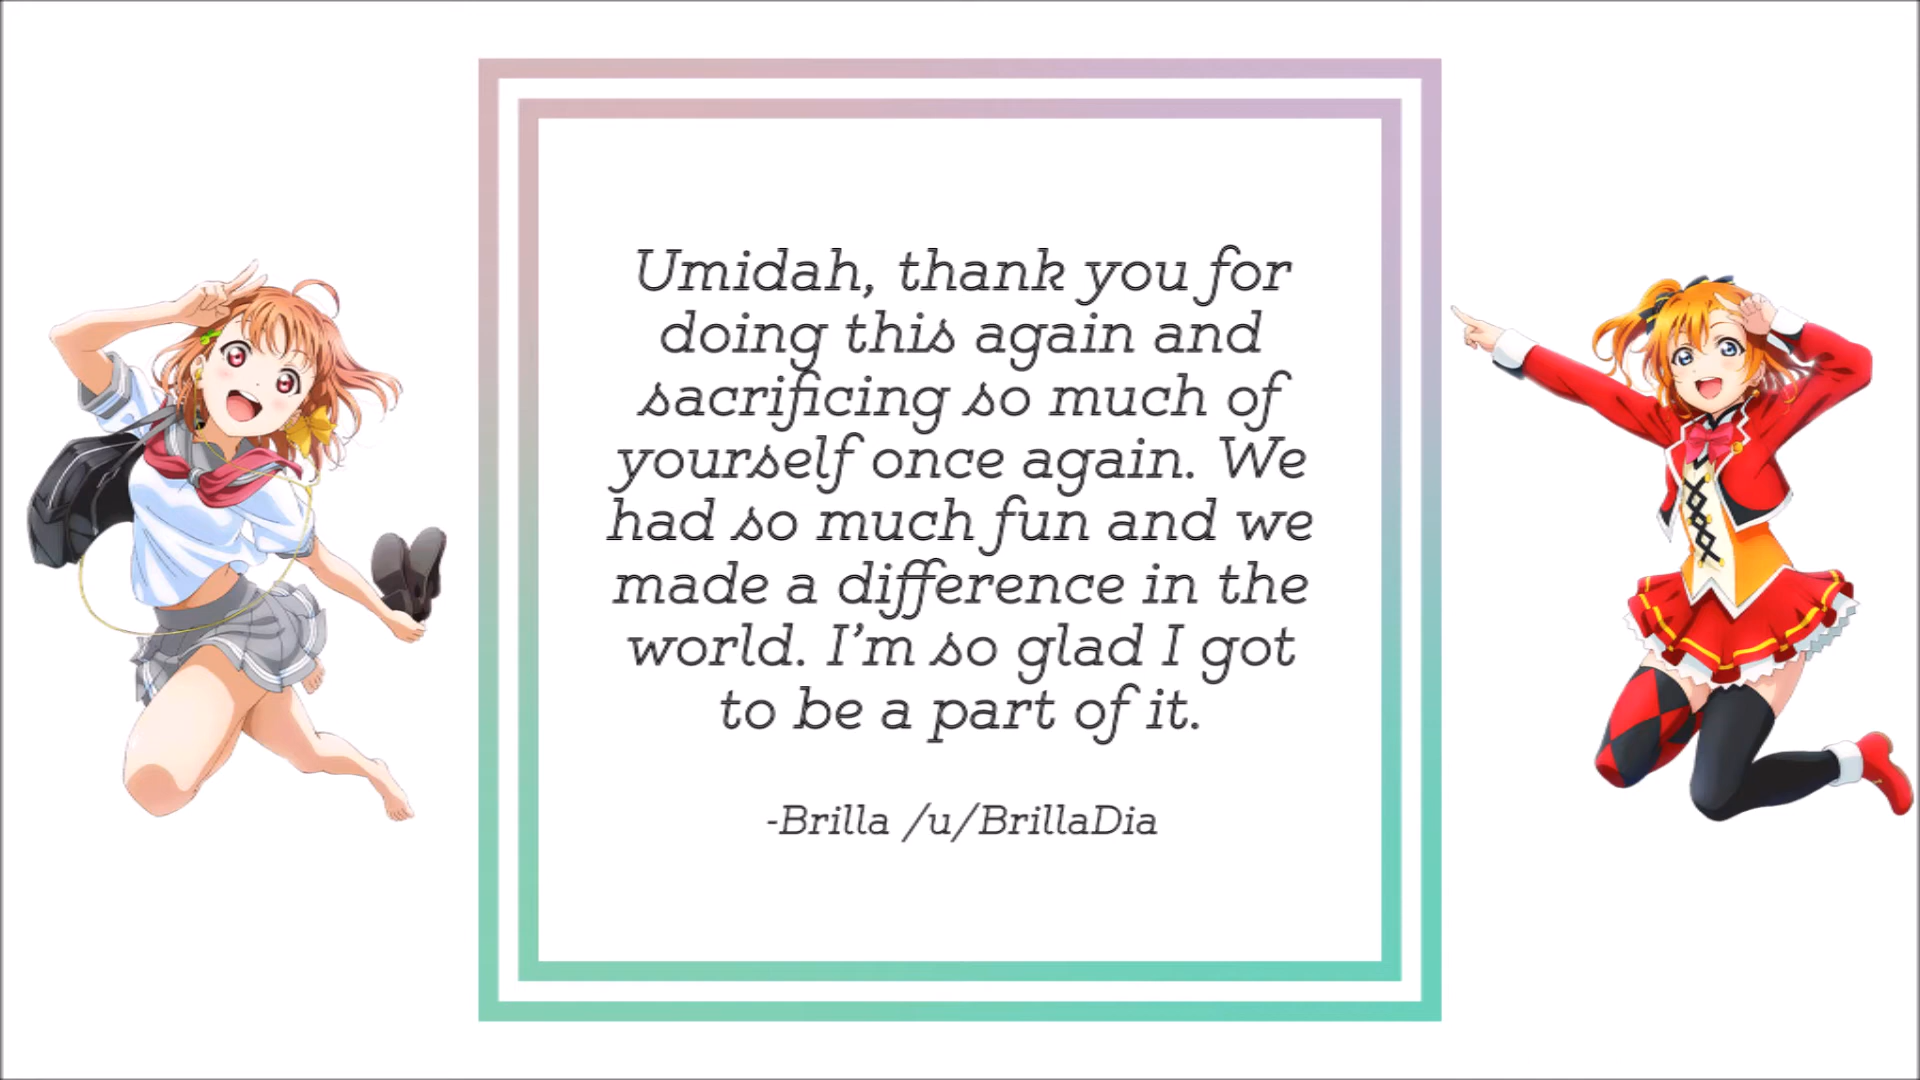 Umidah, thank you for
doing this again and
sacrificing so much of
yourself once again. We
had so much fun and we
made a difference in the
world. I’m so glad I got
to be a part of it.
-Brilla /u/BrillaDia